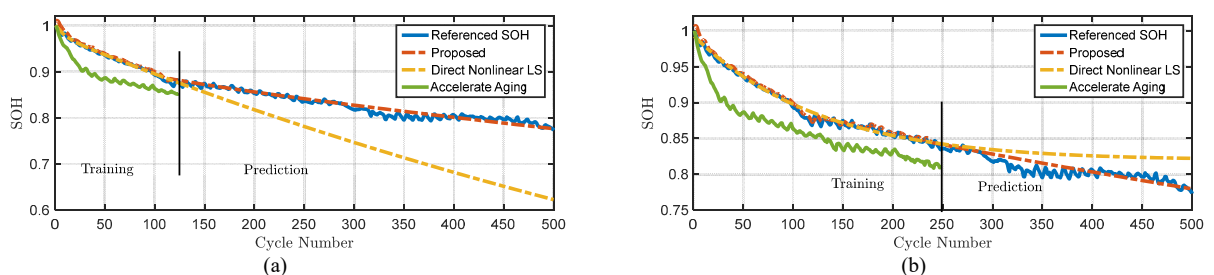 1
0.9
0.8
0.7
0.6
SOH
0 50 100 150 200 250 300 350 400 450 500
Cycle Number
Training
Prediction
Referenced SOH
Proposed
Direct Nonlinear LS
Accelerate Aging
(a)
1
0.95
0.9
0.85
0.8
0.75
SOH
0 50 100 150 200 250 300 350 400 450 500
Cycle Number
Training
Prediction
Referenced SOH
Proposed
Direct Nonlinear LS
Accelerate Aging
(b)